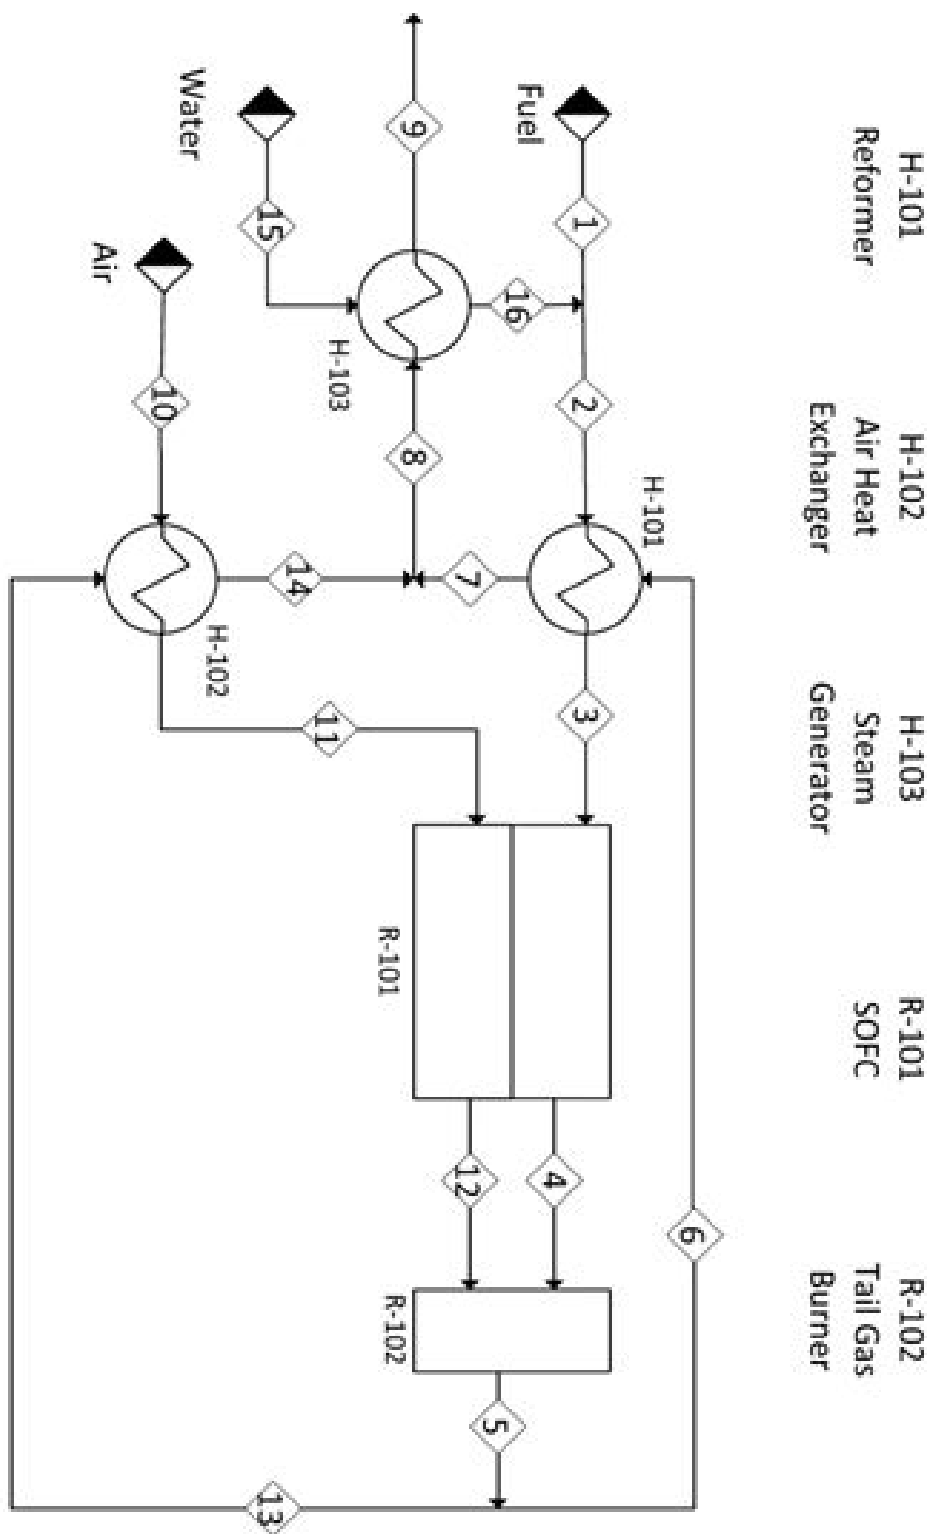 H-101
Reformer
H-102
Air Heat
Exchanger
H-103
Steam
Generator
R-101
SOFC
R-102
Tail Gas
Burner
6
H-101
Fuel
1
2
3
4
16
7
R-101
12
R-102
5
9
8
H-103
Water
15
14
11
H-102
Air
10
13